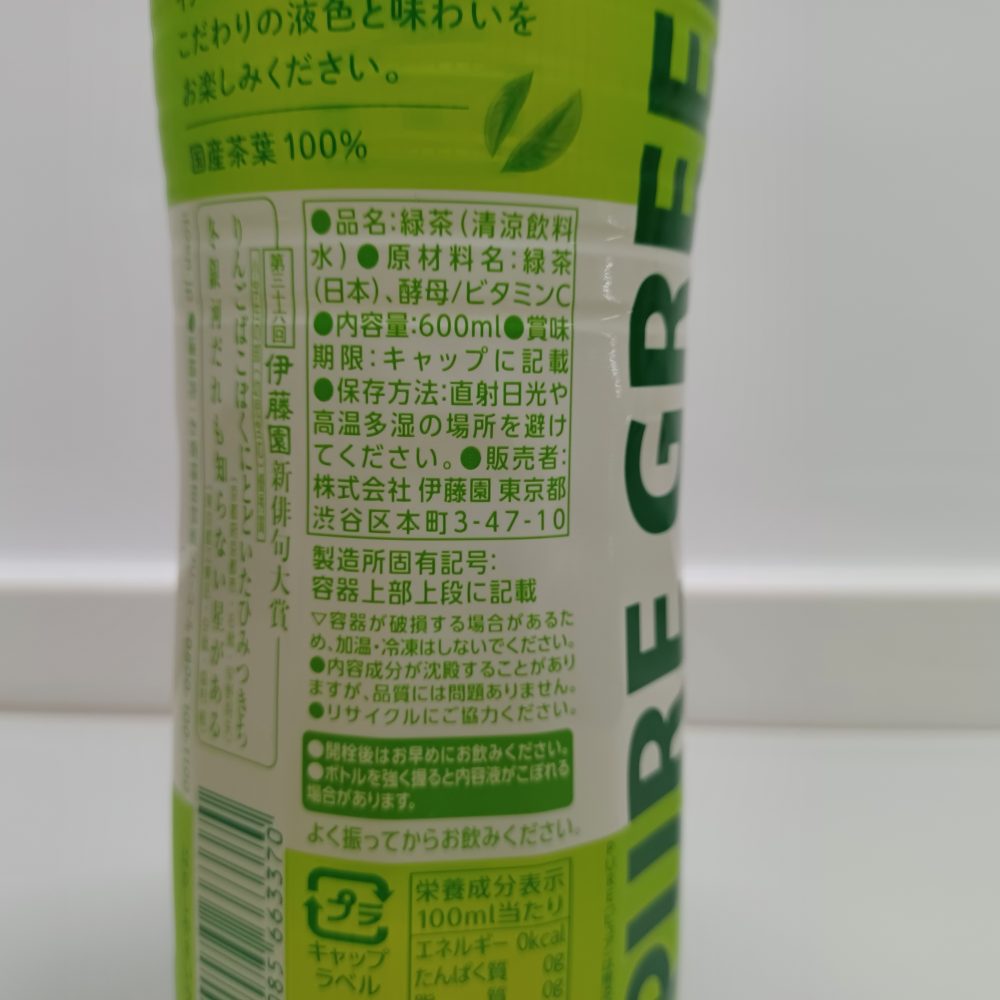 こだわりの液色と味わいを
お楽しみください。
国産茶葉100%
●品名:緑茶(清涼飲料
水)●原材料名:緑茶
(日本)、酵母/ビタミンC
●内容量:600ml●賞味
期限:キャップに記載
●保存方法:直射日光や
高温多湿の場所を避け
てください。●販売者:
株式会社 伊藤園 東京都
渋谷区本町3-47-10
製造所固有記号:
容器上部上段に記載
▽容器が破損する場合があるた
め、加温・冷凍はしないでください。
●内容成分が沈殿することがあり
ますが、品質には問題ありません。
●リサイクルにご協力ください。
●開栓後はお早めにお飲みください。
●ボトルを強く握ると内容液がこぼれる
場合があります。
よく振ってからお飲みください。
プラ
キャップ
ラベル
栄養成分表示
100ml当たり
エネルギー 0kcal
たんぱく質 0g
脂 質 0g
第三十六回
伊藤園新俳句大賞
りんごばこぼくにとどいたひみつきち
冬銀河だれも知らない星がある
085 663370
PURE GREE